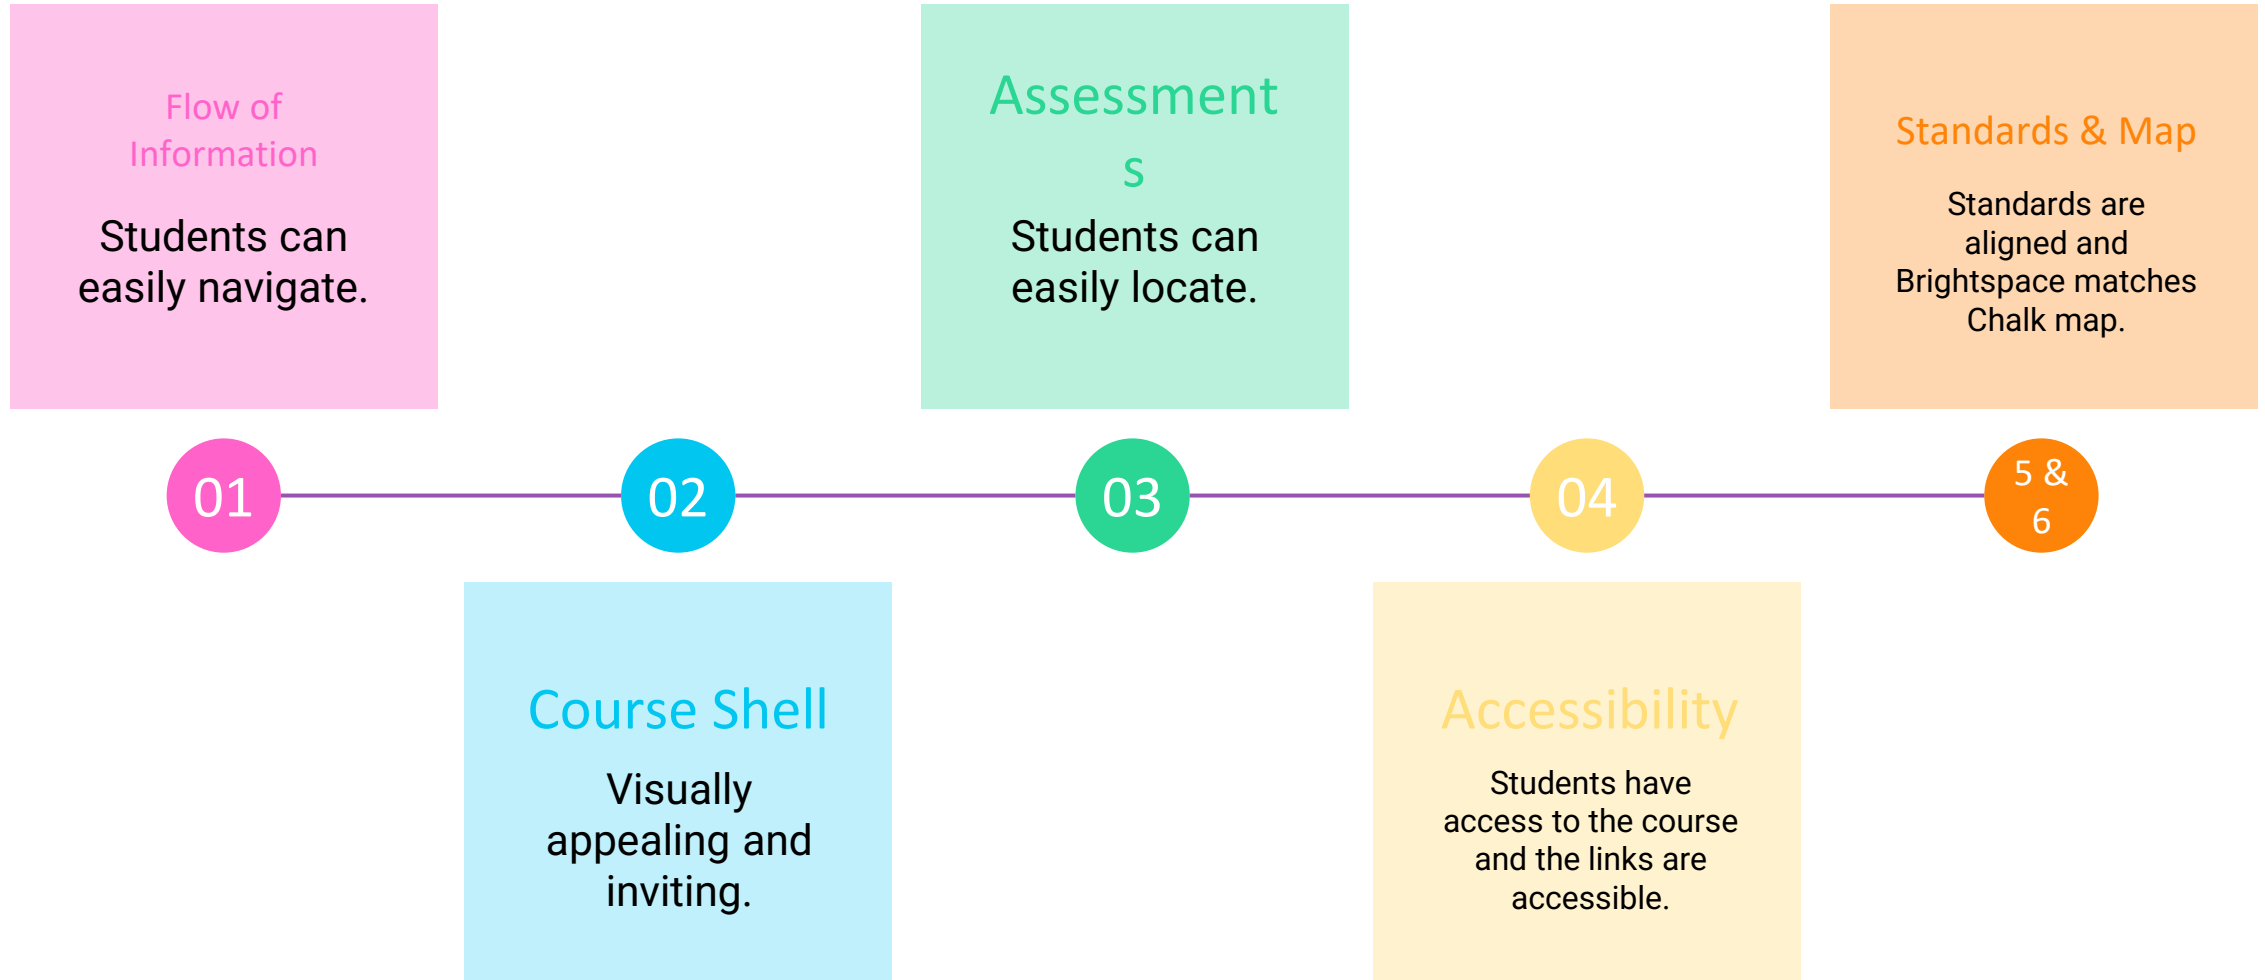 Flow of
Information
Students can
easily navigate.
Assessment
s
Students can
easily locate.
Standards & Map
Standards are
aligned and
Brightspace matches
Chalk map.
01
02
03
04
5 &
6
Course Shell
Visually
appealing and
inviting.
Accessibility
Students have
access to the course
and the links are
accessible.